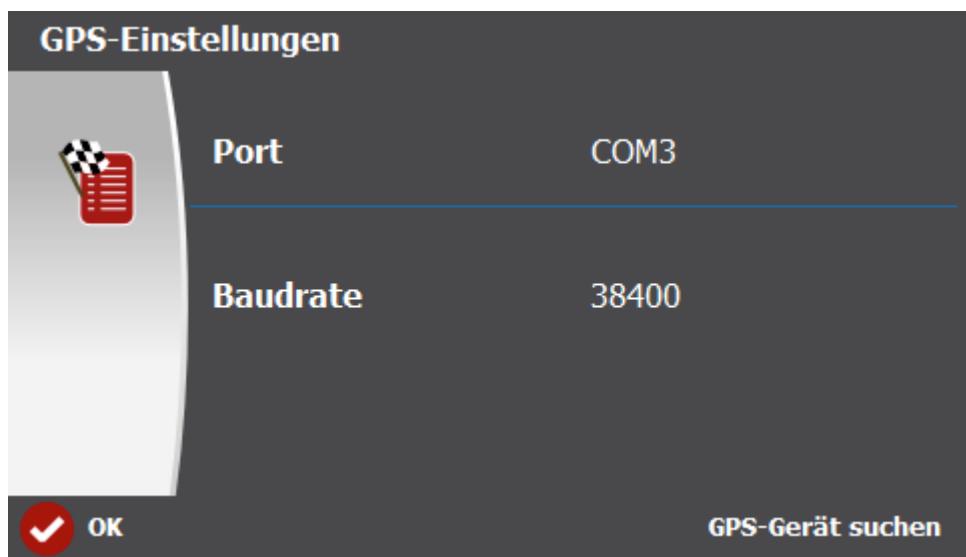 GPS-Einstellungen
Port COM3
Baudrate 38400
OK GPS-Gerät suchen